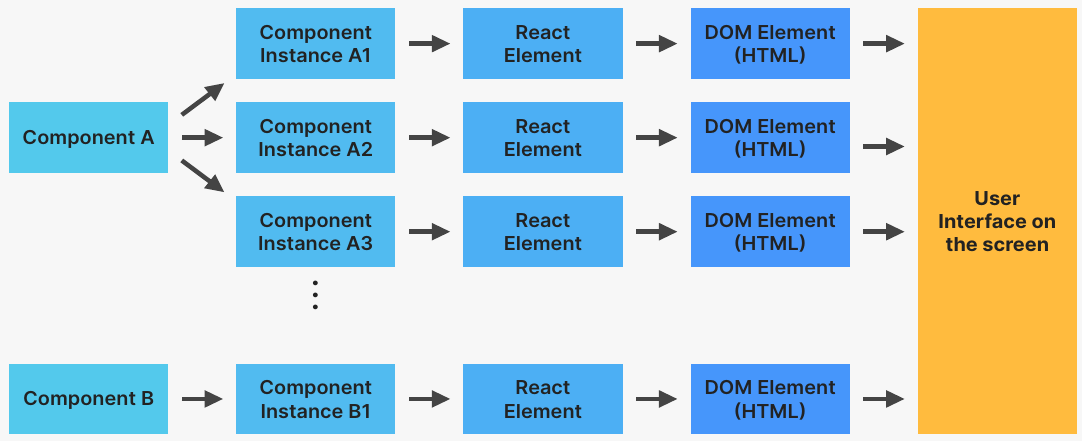 Component
Instance A1
React
Element
DOM Element
(HTML)
Component A
Component
Instance A2
React
Element
DOM Element
(HTML)
Component
Instance A3
React
Element
DOM Element
(HTML)
User
Interface on
the screen
Component B
Component
Instance B1
React
Element
DOM Element
(HTML)